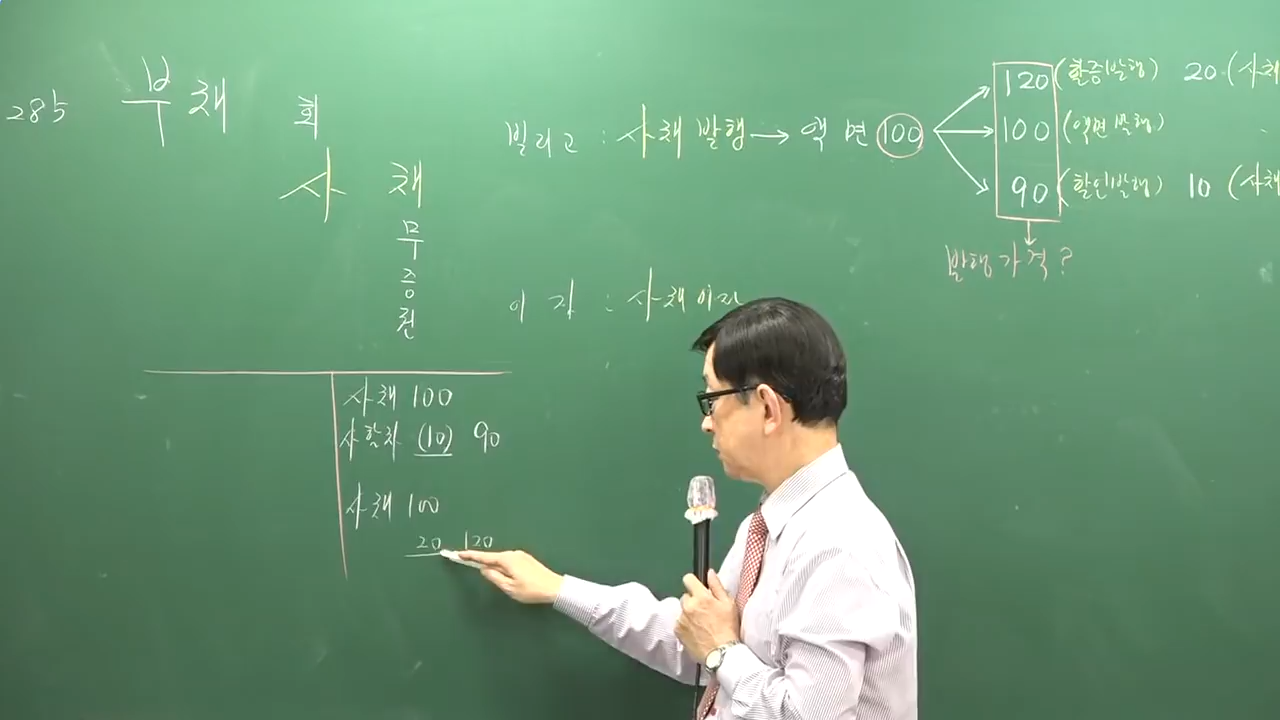 285 부채
회
사채
무
증
권
빌리고 : 사채발행 → 액면 100
120 (할증발행) 20 (사채
100 (액면발행)
90 (할인발행) 10 (사채
발행가격?
이자 : 사채이자
사채 100
사할차 (10) 90
사채 100
20 120